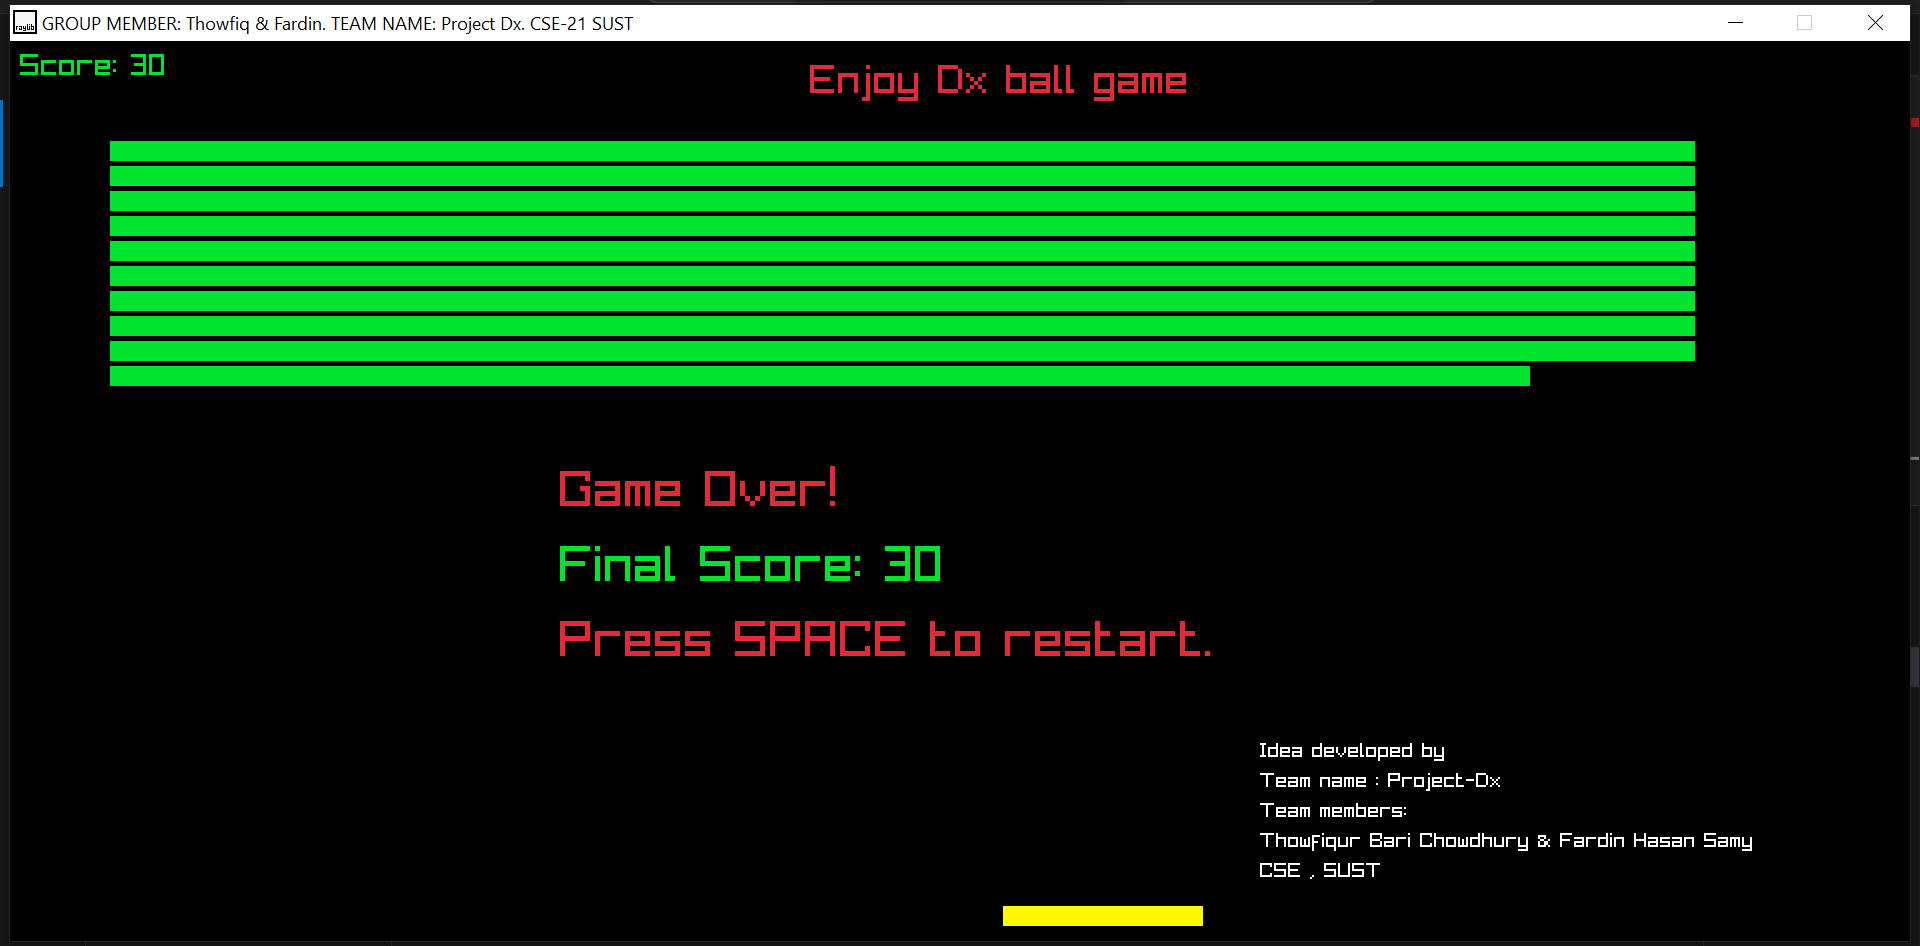 raylib
GROUP MEMBER: Thowfiq & Fardin. TEAM NAME: Project Dx. CSE-21 SUST
Score: 30
Enjoy Dx ball game
Game Over!
Final Score: 30
Press SPACE to restart.
Idea developed by
Team name : Project-Dx
Team members:
Thowfiqur Bari Chowdhury & Fardin Hasan Samy
CSE , SUST